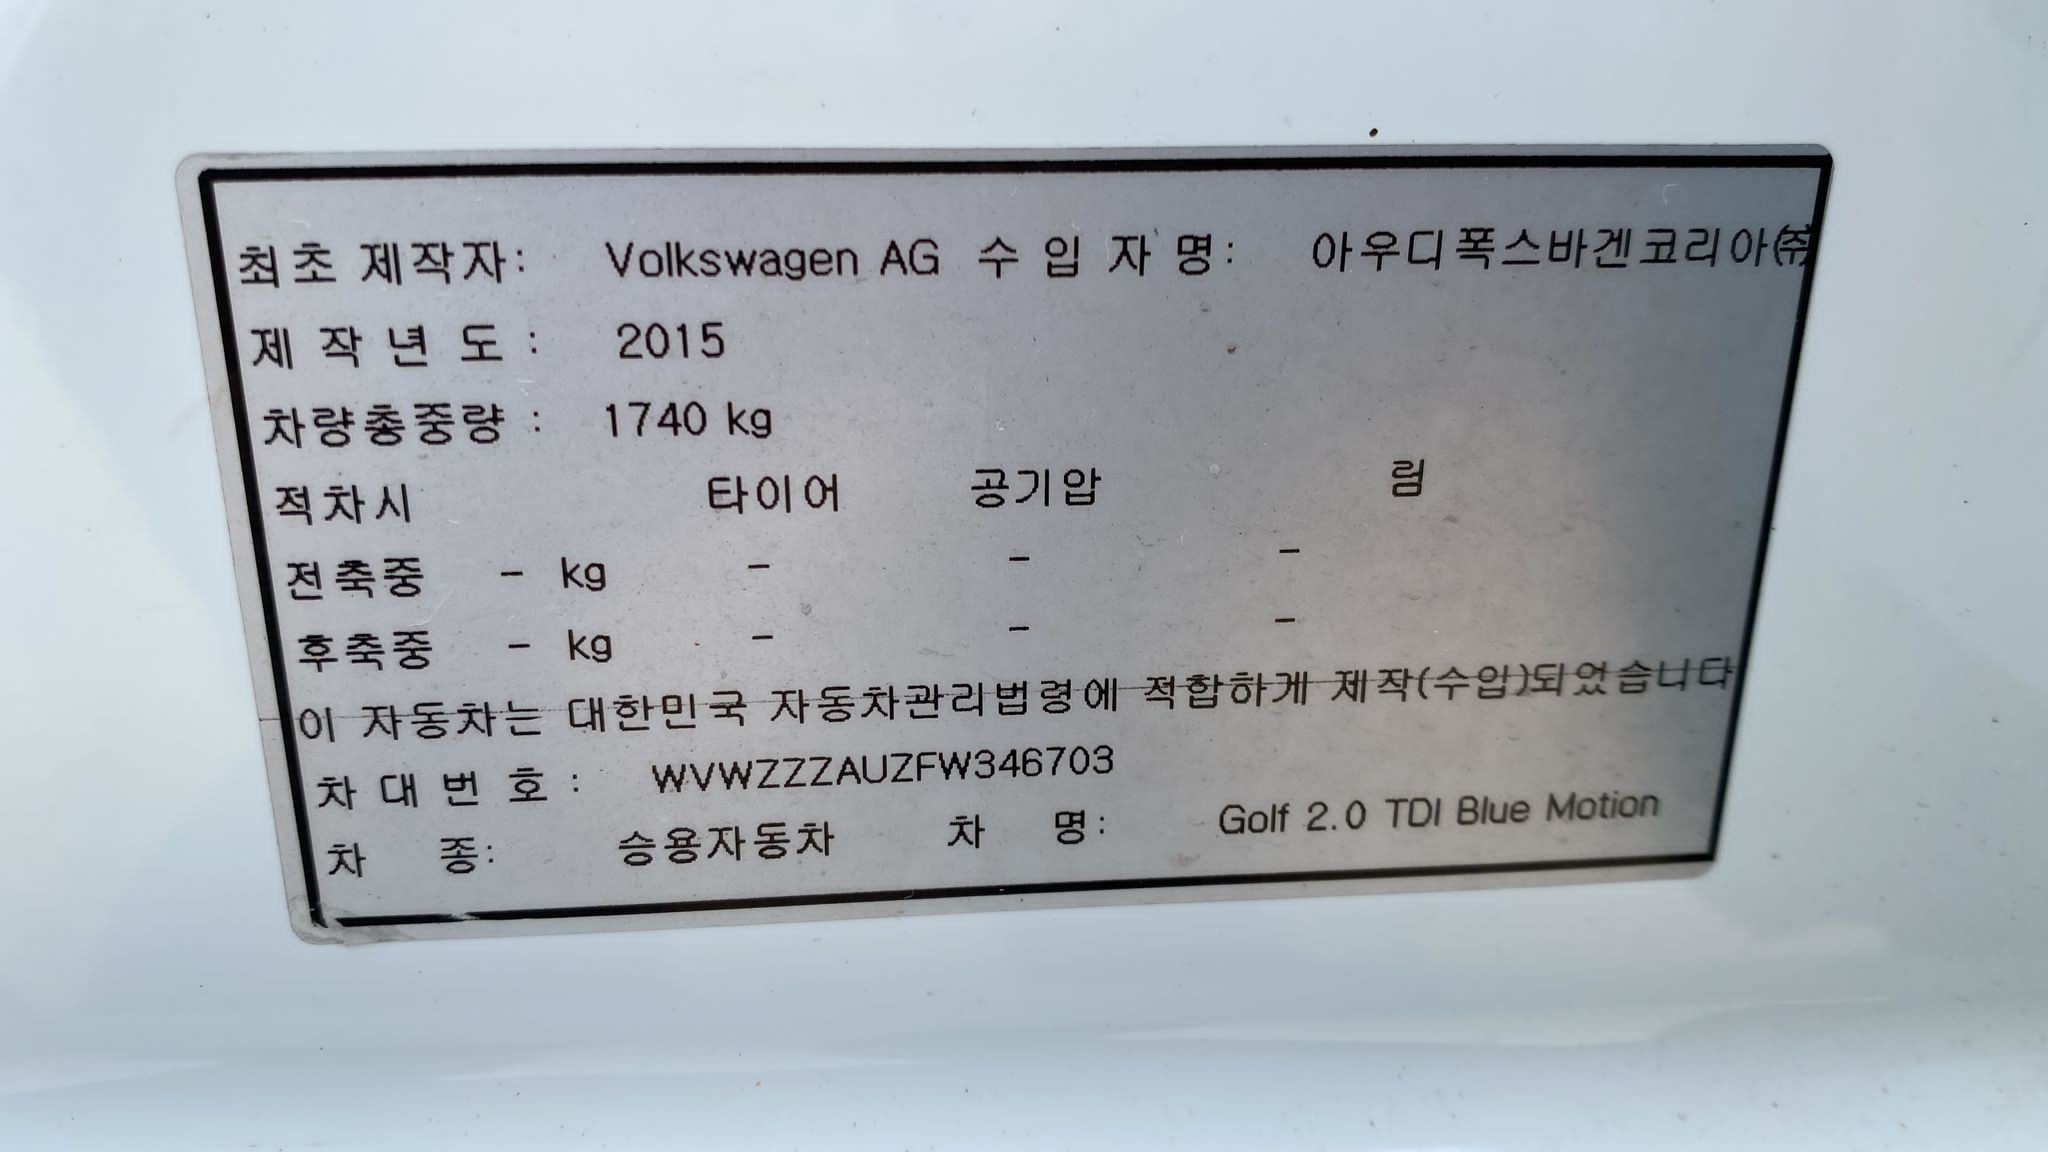 최초 제작자: Volkswagen AG 수 입 자 명: 아우디폭스바겐코리아㈜
제 작 년 도 : 2015
차량총중량 : 1740 kg
적차시 타이어 공기압 림
전축중 - kg - - -
후축중 - kg - - -
이 자동차는 대한민국 자동차관리법령에 적합하게 제작(수입)되었습니다
차 대 번 호 : WVWZZZAUZFW346703
차 종: 승용자동차 차 명: Golf 2.0 TDI Blue Motion